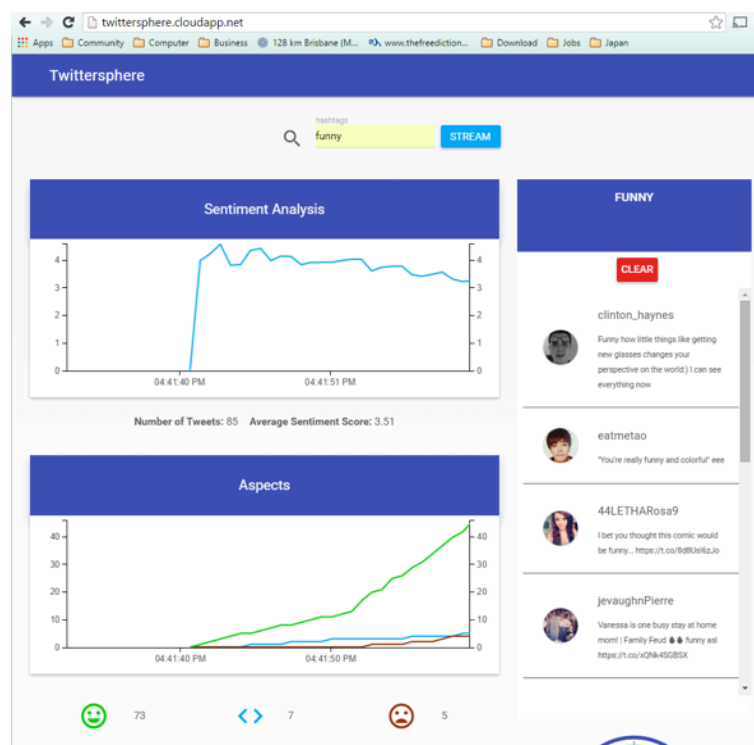 twittersphere.cloudapp.net
Apps Community Computer Business 128 km Brisbane (M... www.thefreediction... Download Jobs Japan
Twittersphere
hashtags
funny
STREAM
Sentiment Analysis
4
3
2
1
0
4
3
2
1
0
04:41:40 PM 04:41:51 PM
Number of Tweets: 85 Average Sentiment Score: 3.51
Aspects
40
30
20
10
0
40
30
20
10
0
04:41:40 PM 04:41:50 PM
73 7 5
FUNNY
CLEAR
clinton_haynes
Funny how little things like getting
new glasses changes your
perspective on the world:) I can see
everything now
eatmetao
"You're really funny and colorful" eee
44LETHARosa9
I bet you thought this comic would
be funny... https://t.co/8d8UsI6zJo
jevaughnPierre
Vanessa is one busy stay at home
mom! | Family Feud funny asl
https://t.co/xQNk45GBSX